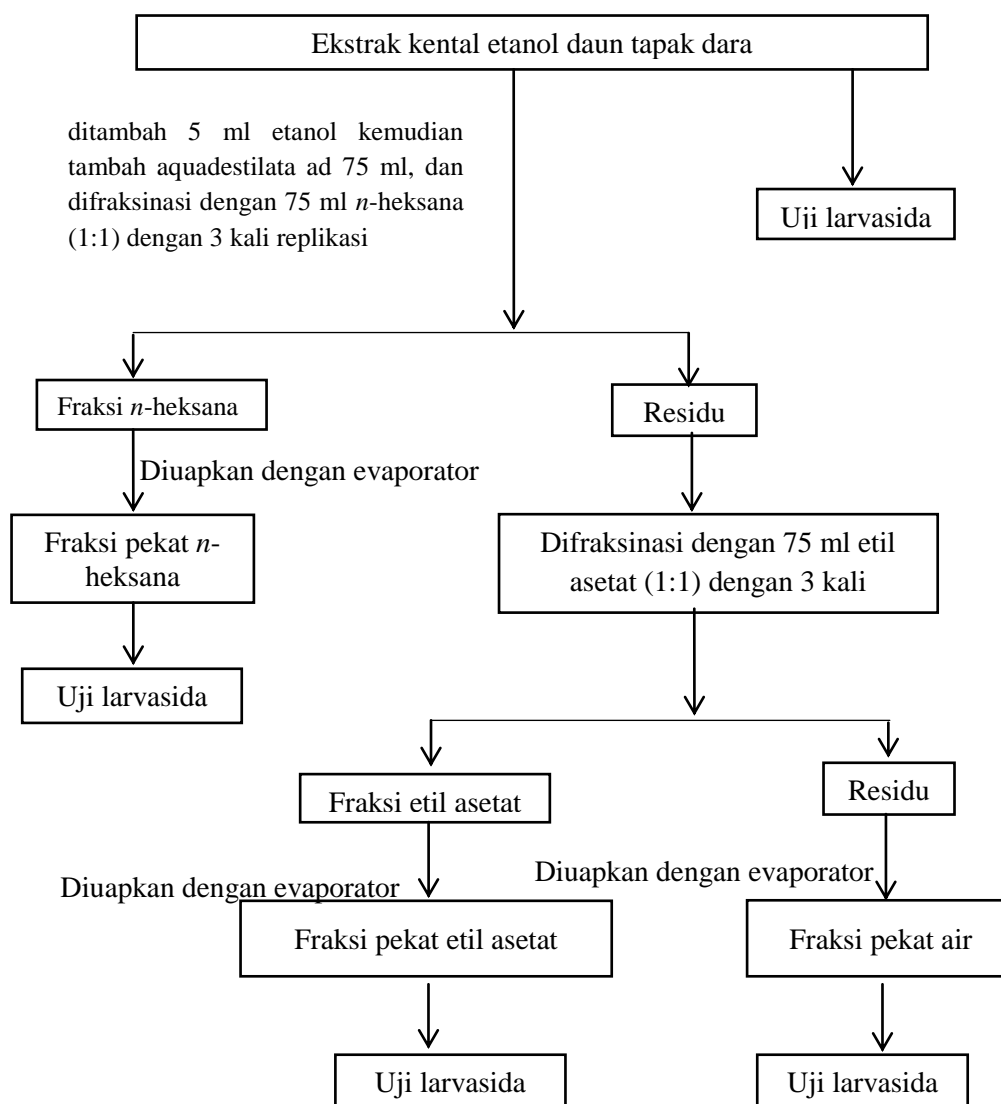 Ekstrak kental etanol daun tapak dara
ditambah 5 ml etanol kemudian
tambah aquadestilata ad 75 ml, dan
difraksinasi dengan 75 ml n-heksana
(1:1) dengan 3 kali replikasi
Uji larvasida
Fraksi n-heksana
Residu
Diuapkan dengan evaporator
Fraksi pekat n-
heksana
Difraksinasi dengan 75 ml etil
asetat (1:1) dengan 3 kali
Uji larvasida
Fraksi etil asetat
Residu
Diuapkan dengan evaporator
Diuapkan dengan evaporator
Fraksi pekat etil asetat
Fraksi pekat air
Uji larvasida
Uji larvasida